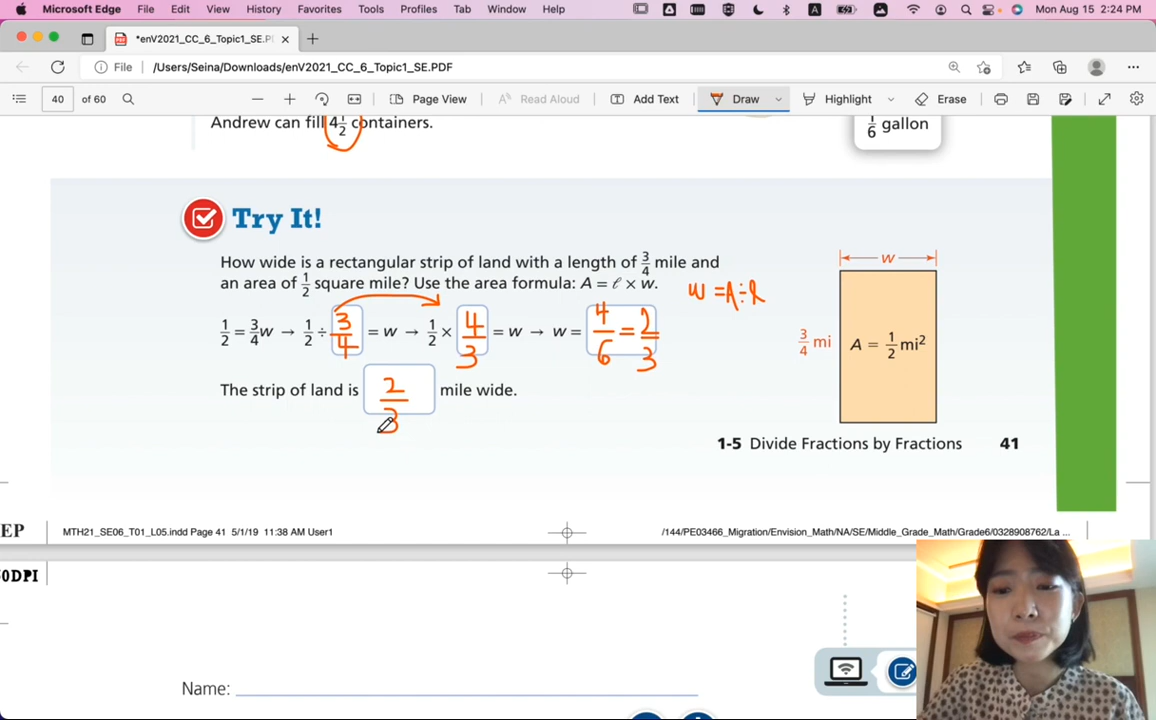 Microsoft Edge File Edit View History Favorites Tools Profiles Tab Window Help A Mon Aug 15 2:24 PM
*enV2021_CC_6_Topic1_SE.P
File /Users/Seina/Downloads/enV2021_CC_6_Topic1_SE.PDF
40 of 60 Page View Read Aloud Add Text Draw Highlight Erase
Andrew can fill 4 1/2 containers.
1/6 gallon
Try It!
How wide is a rectangular strip of land with a length of 3/4 mile and
an area of 1/2 square mile? Use the area formula: A = ℓ × w.
w = A ÷ ℓ
1/2 = 3/4 w → 1/2 ÷ 3/4 = w → 1/2 × 4/3 = w → w = 4/6 = 2/3
The strip of land is 2/3 mile wide.
w
3/4 mi
A = 1/2 mi²
1-5 Divide Fractions by Fractions 41
EP MTH21_SE06_T01_L05.indd Page 41 5/1/19 11:38 AM User1 /144/PE03466_Migration/Envision_Math/NA/SE/Middle_Grade_Math/Grade6/0328908762/La ...
0DPI
Name: